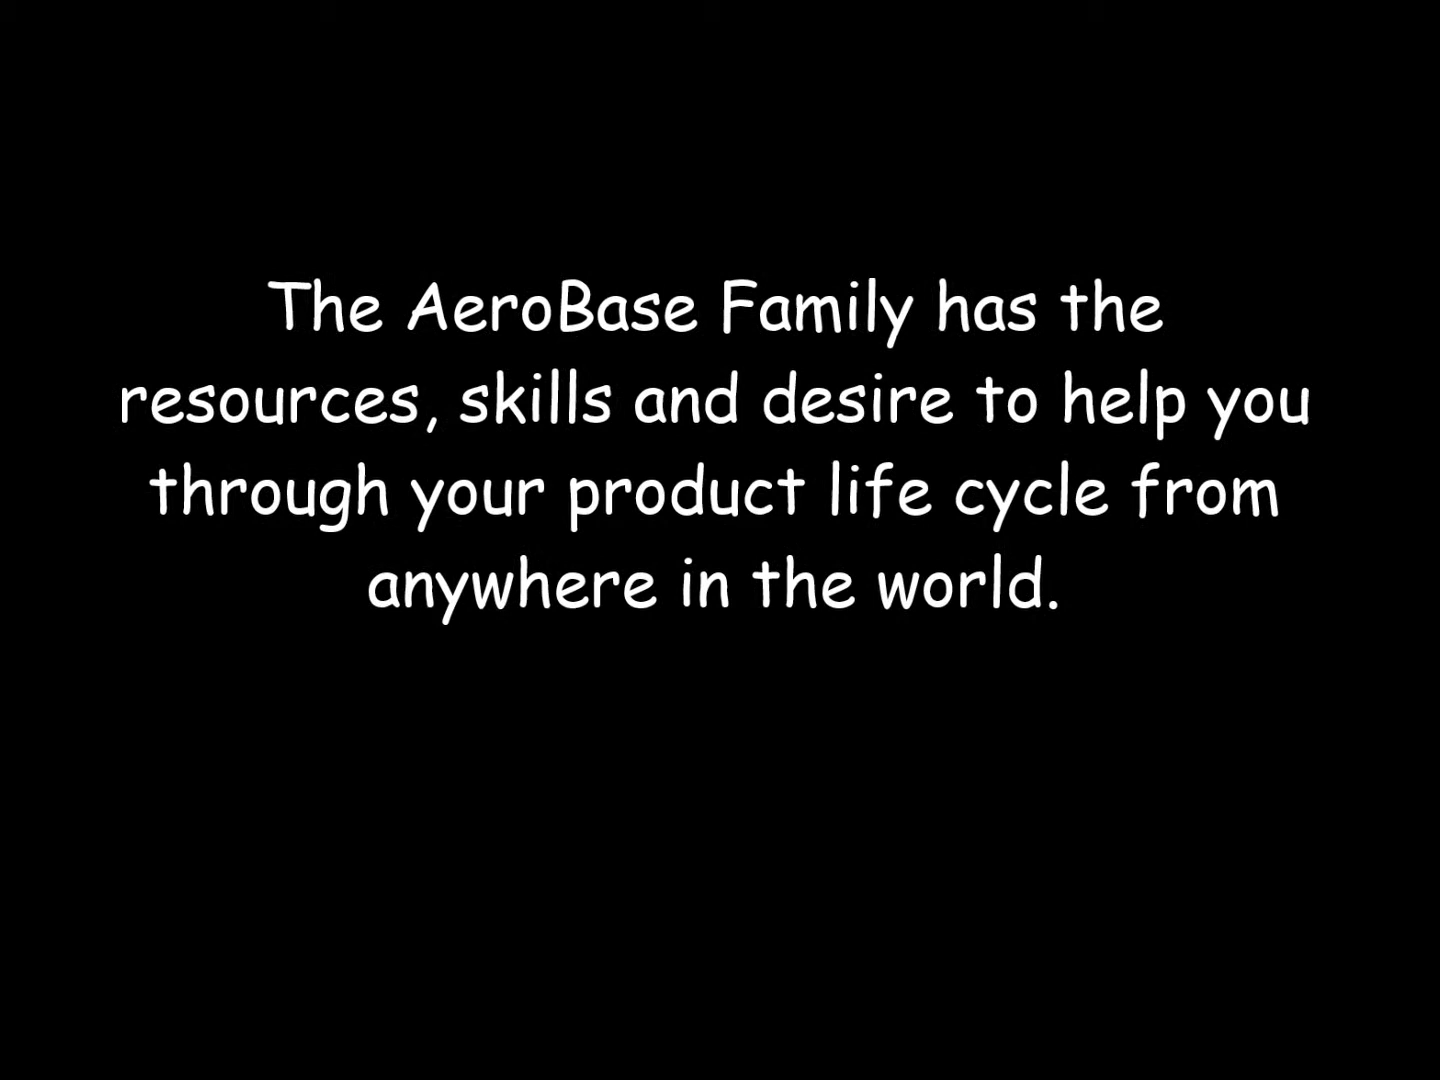 The AeroBase Family has the
resources, skills and desire to help you
through your product life cycle from
anywhere in the world.